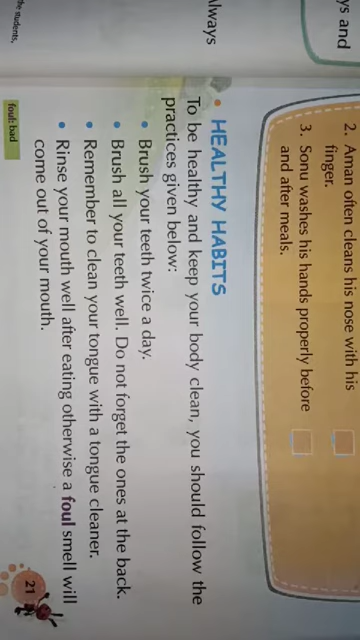 ys and
2. Aman often cleans his nose with his
finger.
3. Sonu washes his hands properly before
and after meals.
lways
• HEALTHY HABITS
To be healthy and keep your body clean, you should follow the
practices given below:
• Brush your teeth twice a day.
• Brush all your teeth well. Do not forget the ones at the back.
• Remember to clean your tongue with a tongue cleaner.
• Rinse your mouth well after eating otherwise a foul smell will
come out of your mouth.
he students,
foul: bad
21